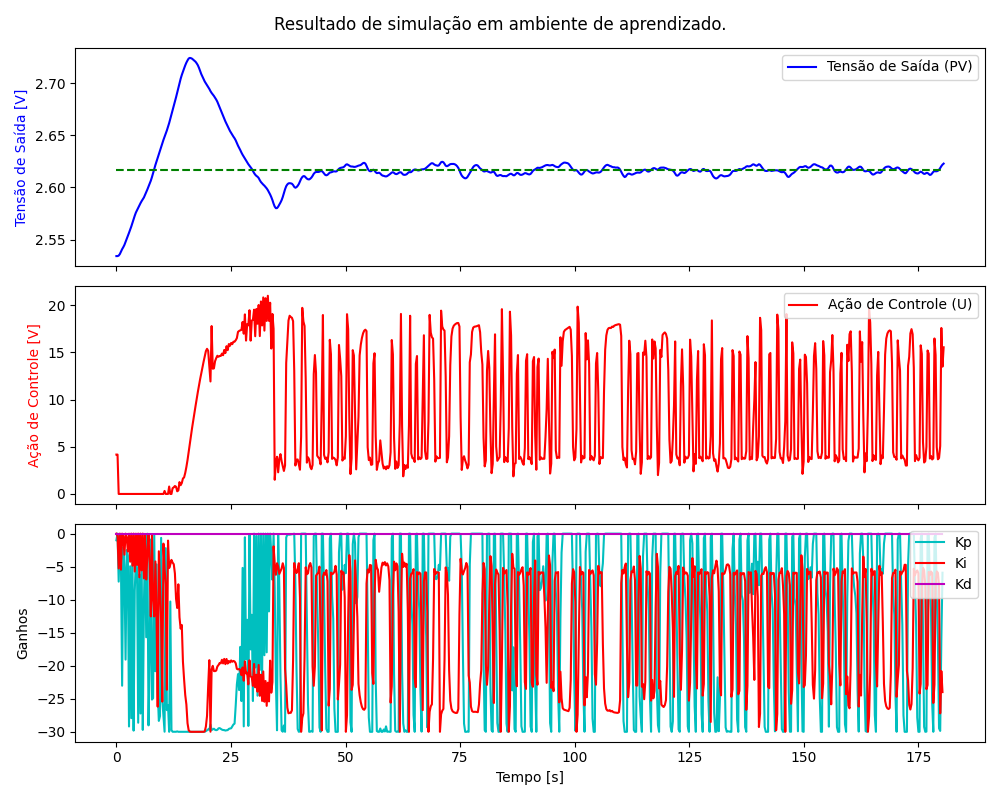 Resultado de simulação em ambiente de aprendizado.
Tensão de Saída [V]
2.70
2.65
2.60
2.55
Tensão de Saída (PV)
Ação de Controle [V]
20
15
10
5
0
Ação de Controle (U)
Ganhos
0
−5
−10
−15
−20
−25
−30
Kp
Ki
Kd
0 25 50 75 100 125 150 175
Tempo [s]